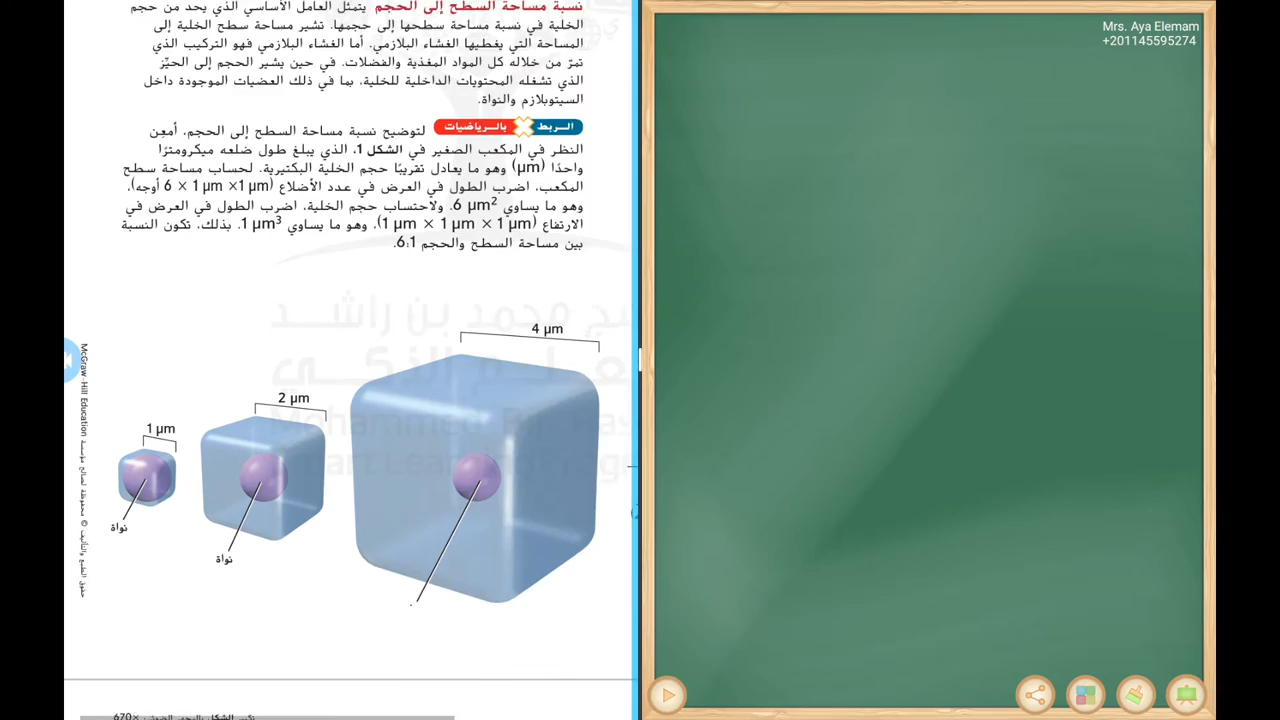 نسبة مساحة السطح إلى الحجم يتمثل العامل الأساسي الذي يحد من حجم
الخلية في نسبة مساحة سطحها إلى حجمها. تشير مساحة سطح الخلية إلى
المساحة التي يغطيها الغشاء البلازمي. أما الغشاء البلازمي فهو التركيب الذي
تمرّ من خلاله كل المواد المغذية والفضلات. في حين يشير الحجم إلى الحيّز
الذي تشغله المحتويات الداخلية للخلية، بما في ذلك العضيات الموجودة داخل
السيتوبلازم والنواة.
الربط بالرياضيات لتوضيح نسبة مساحة السطح إلى الحجم، أمعِن
النظر في المكعب الصغير في الشكل 1، الذي يبلغ طول ضلعه ميكرومترًا
واحدًا (μm) وهو ما يعادل تقريبًا حجم الخلية البكتيرية. لحساب مساحة سطح
المكعب، اضرب الطول في العرض في عدد الأضلاع (1 μm × 1 μm × 6 أوجه)،
وهو ما يساوي 6 μm². ولاحتساب حجم الخلية، اضرب الطول في العرض في
الارتفاع (1 μm × 1 μm × 1 μm)، وهو ما يساوي 1 μm³. بذلك، تكون النسبة
بين مساحة السطح والحجم 6:1.
4 μm
2 μm
1 μm
نواة
نواة
حقوق الطبع والتأليف © محفوظة لصالح مؤسسة McGraw-Hill Education
Mrs. Aya Elemam
+201145595274